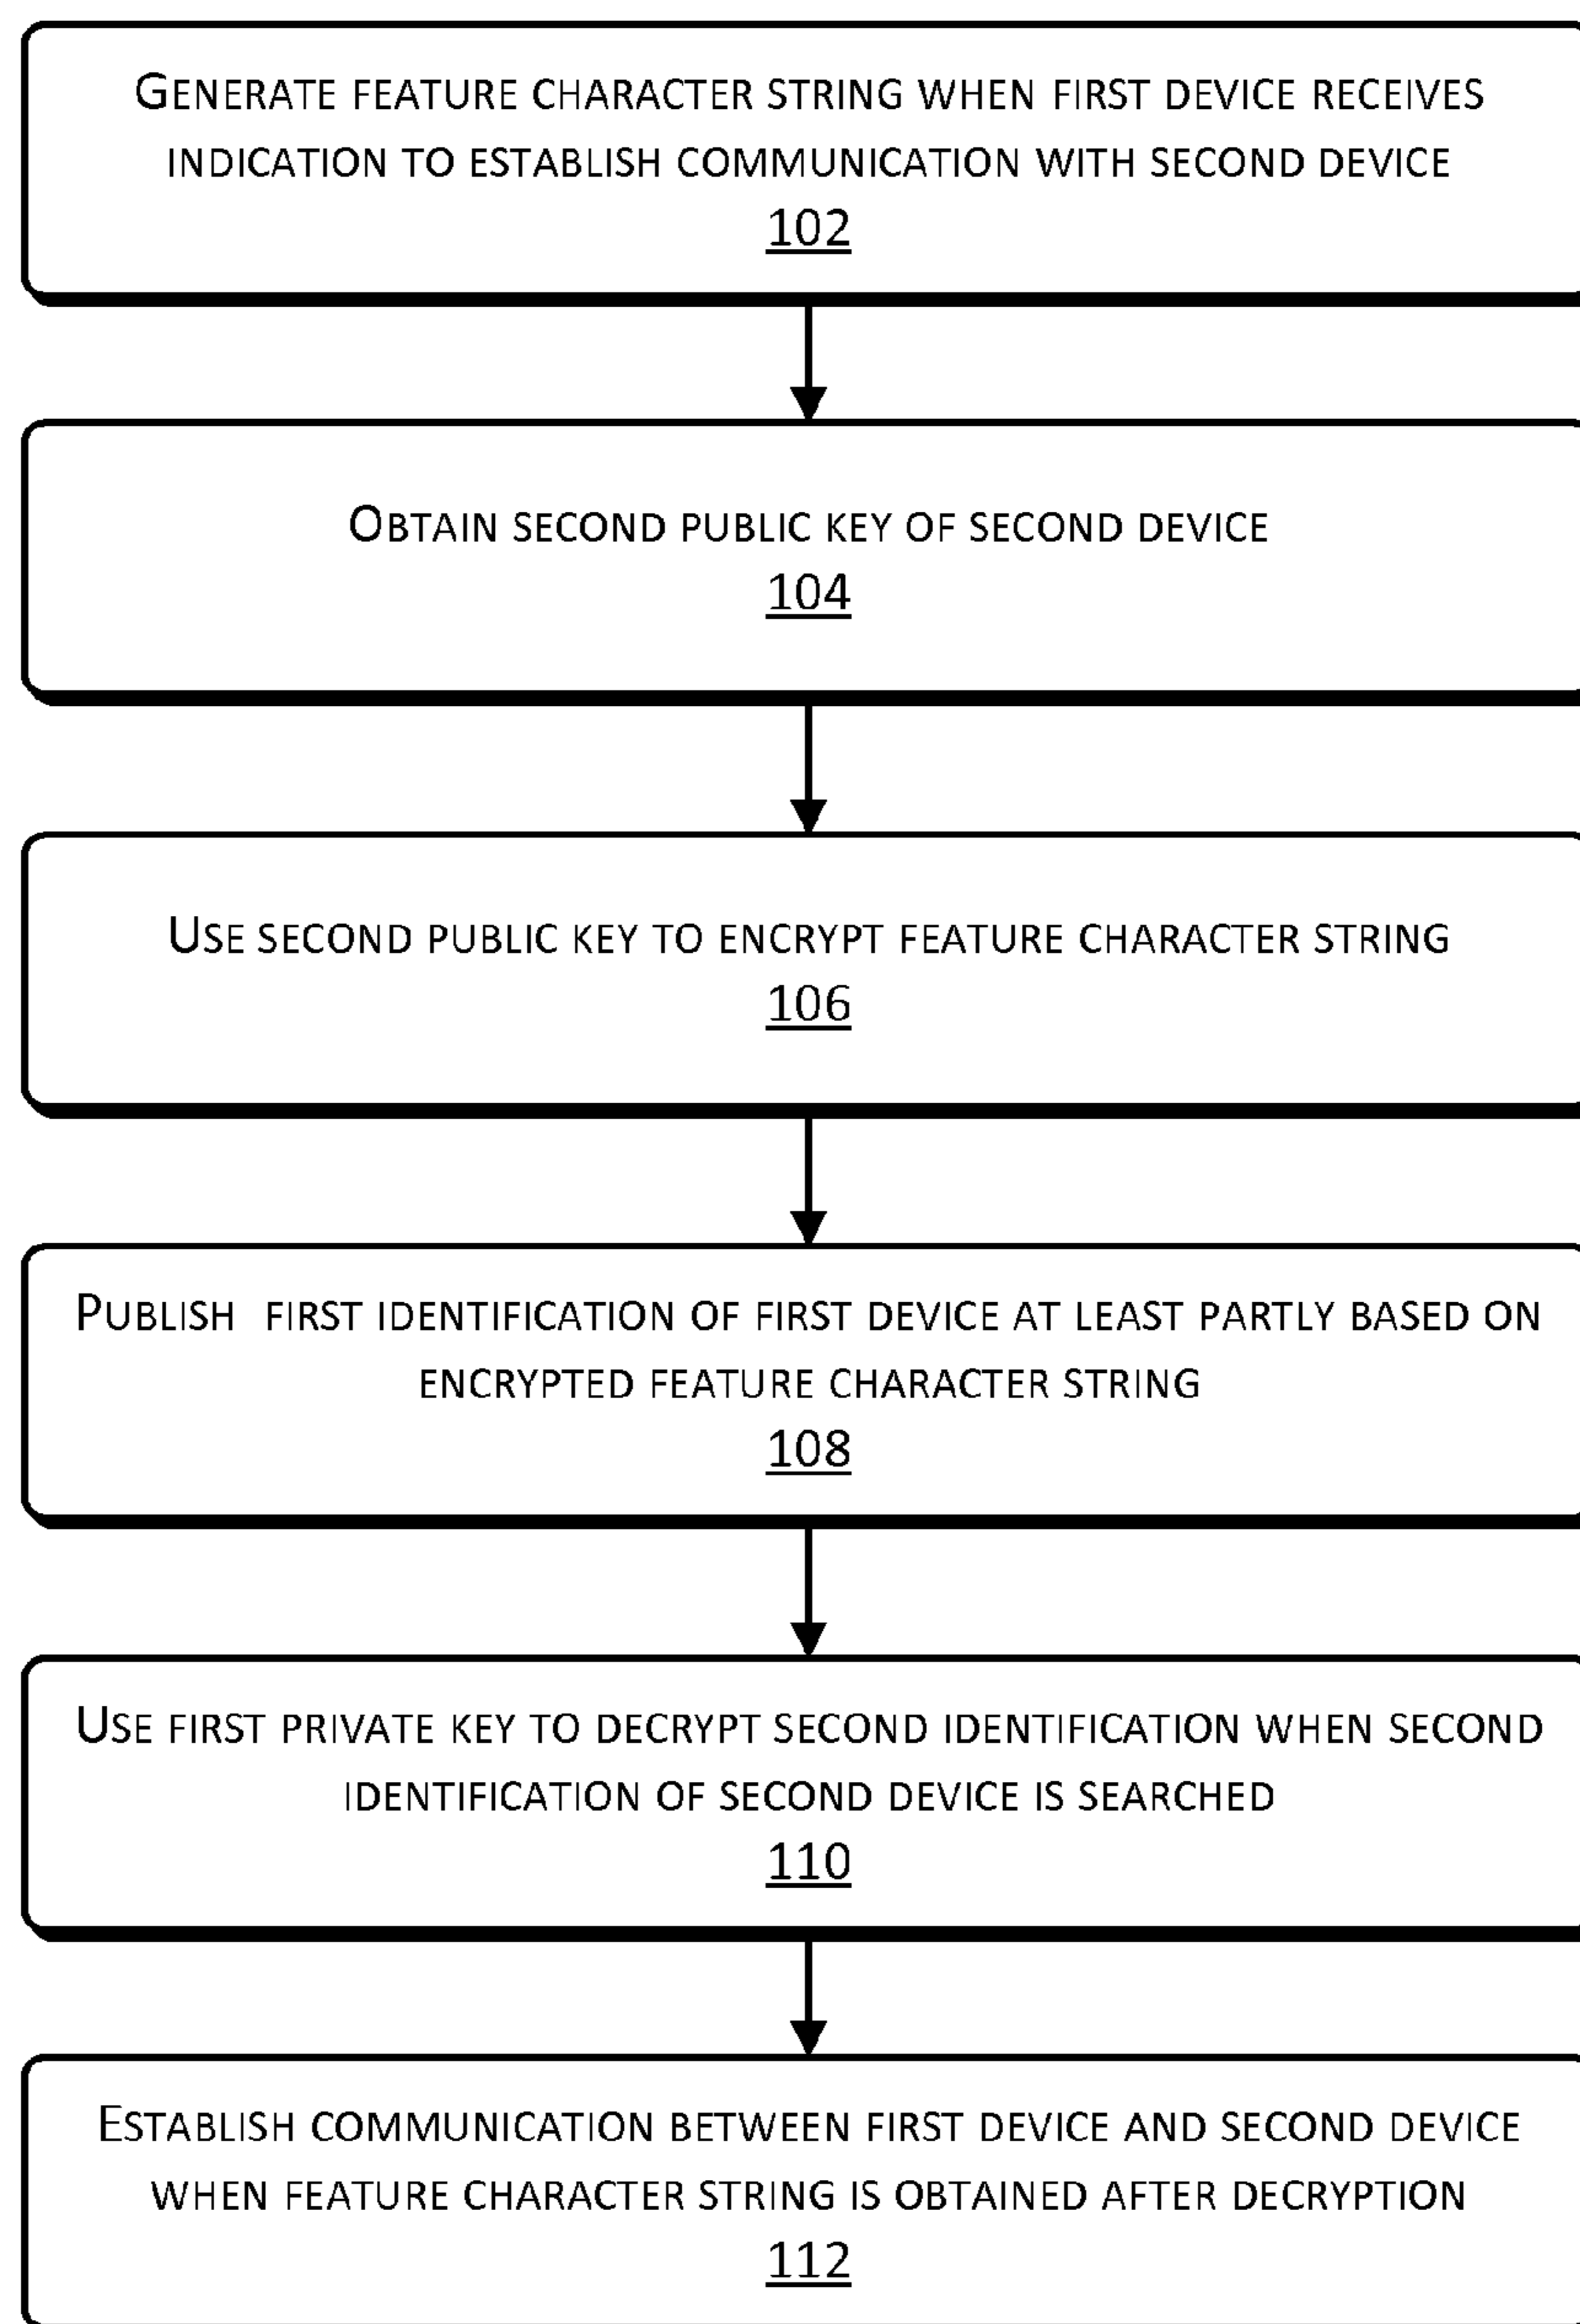 Generate feature character string when first device receives
indication to establish communication with second device
102
Obtain second public key of second device
104
Use second public key to encrypt feature character string
106
Publish first identification of first device at least partly based on
encrypted feature character string
108
Use first private key to decrypt second identification when second
identification of second device is searched
110
Establish communication between first device and second device
when feature character string is obtained after decryption
112